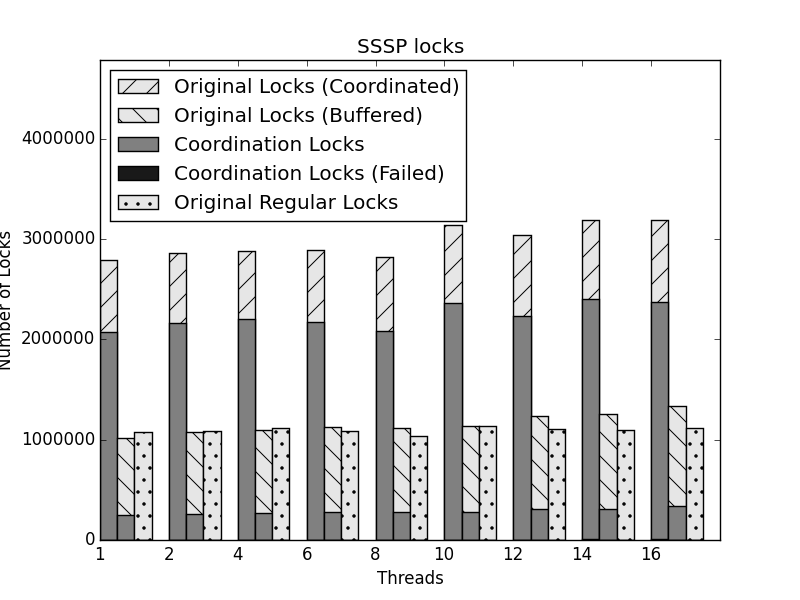 SSSP locks
Original Locks (Coordinated)
Original Locks (Buffered)
Coordination Locks
Coordination Locks (Failed)
Original Regular Locks
4000000
3000000
2000000
1000000
0
Number of Locks
1 2 4 6 8 10 12 14 16
Threads